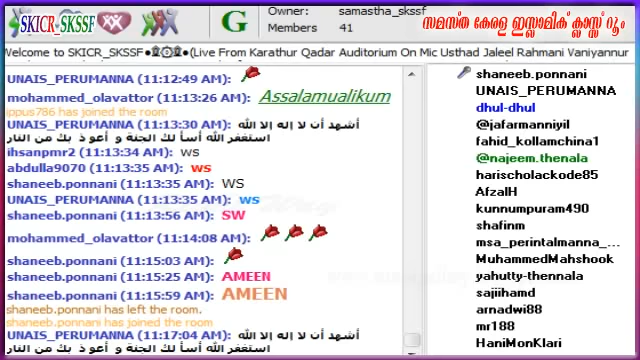 SKICR_SKSSF
G
Owner: samastha_skssf
Members 41
സമസ്ത കേരള ഇസ്ലാമിക് ക്ലാസ്സ് റൂം
Welcome to SKICR_SKSSF●۩۞۩●(Live From Karathur Qadar Auditorium On Mic Usthad Jaleel Rahmani Vaniyannur
UNAIS_PERUMANNA (11:12:49 AM):
mohammed_olavattor (11:13:26 AM): Assalamualikum
ippus786 has joined the room
UNAIS_PERUMANNA (11:13:30 AM): أشهد أن لا إله إلا الله
استغفر الله أسأ لك الجنة و أعو ذ بك من النار
ihsanpmr2 (11:13:34 AM): ws
abdulla9070 (11:13:35 AM): ws
shaneeb.ponnani (11:13:35 AM): WS
UNAIS_PERUMANNA (11:13:35 AM): ws
shaneeb.ponnani (11:13:56 AM): SW
mohammed_olavattor (11:14:08 AM):
shaneeb.ponnani (11:15:03 AM):
shaneeb.ponnani (11:15:25 AM): AMEEN
shaneeb.ponnani (11:15:59 AM): AMEEN
shaneeb.ponnani has left the room.
shaneeb.ponnani has joined the room
UNAIS_PERUMANNA (11:17:04 AM): أشهد أن لا إله إلا الله
استغفر الله أسأ لك الجنة و أعو ذ بك من النار
shaneeb.ponnani
UNAIS_PERUMANNA
dhul-dhul
@jafarmanniyil
fahid_kollamchina1
@najeem.thenala
harischolackode85
AfzalH
kunnumpuram490
shafinm
msa_perintalmanna_...
MuhammedMahshook
yahutty-thennala
sajiihamd
arnadwi88
mr188
HaniMonKlari